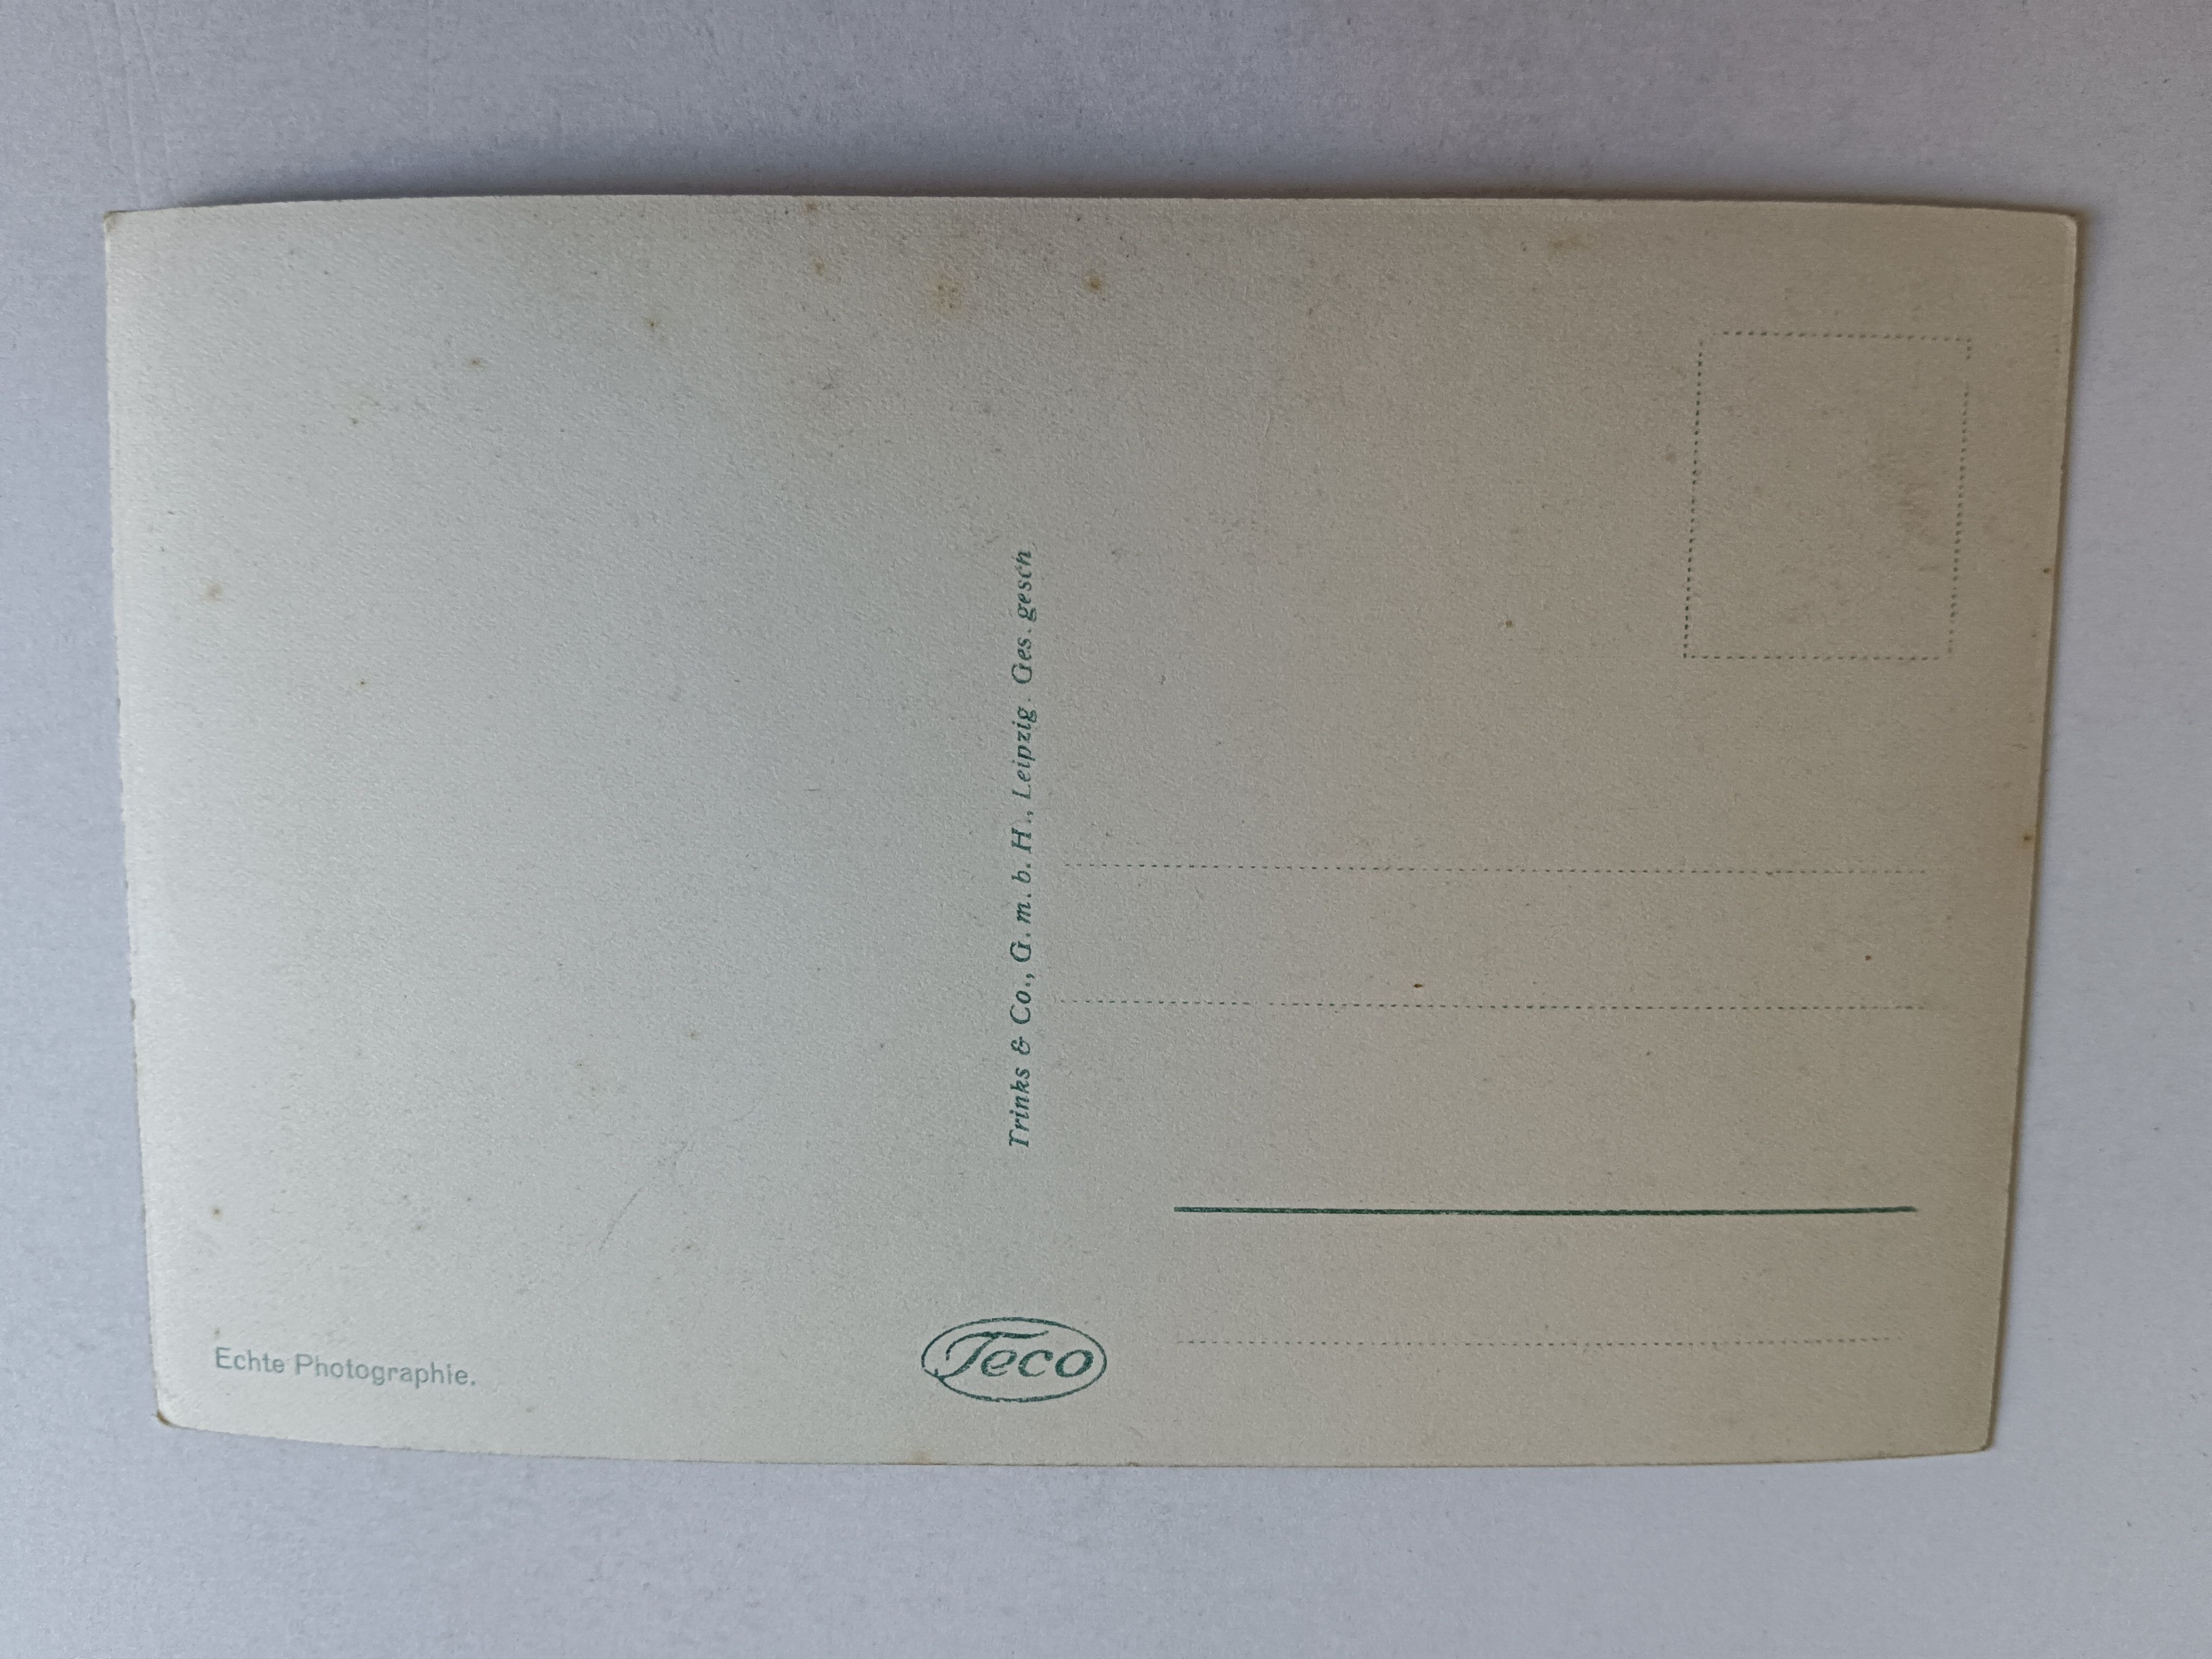 Trinks & Co., G. m. b. H., Leipzig. Ges. gesch
Echte Photographie.
Teco